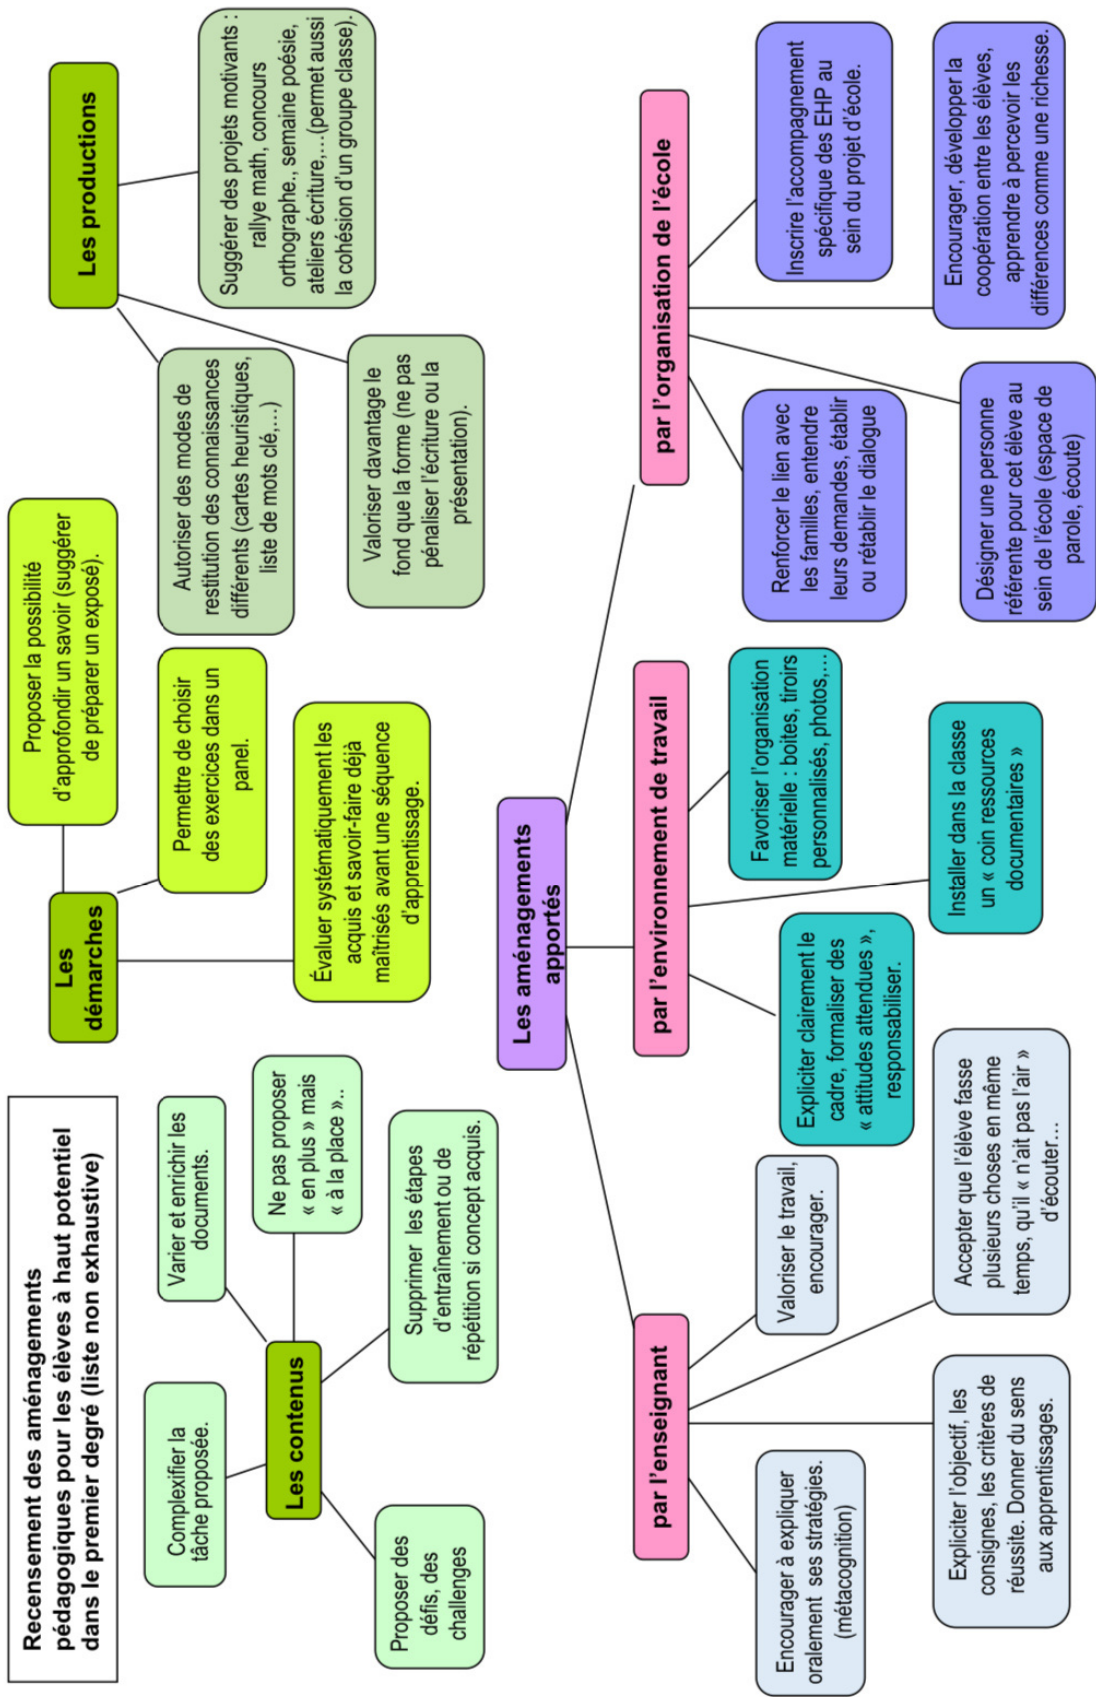 Recensement des aménagements
pédagogiques pour les élèves à haut potentiel
dans le premier degré (liste non exhaustive)
Complexifier la
tâche proposée.
Varier et enrichir les
documents.
Les contenus
Ne pas proposer
« en plus » mais
« à la place »..
Proposer des
défis, des
challenges
Supprimer les étapes
d'entraînement ou de
répétition si concept acquis.
Les
démarches
Proposer la possibilité
d'approfondir un savoir (suggérer
de préparer un exposé).
Permettre de choisir
des exercices dans un
panel.
Évaluer systématiquement les
acquis et savoir-faire déjà
maîtrisés avant une séquence
d'apprentissage.
Les productions
Autoriser des modes de
restitution des connaissances
différents (cartes heuristiques,
liste de mots clé,…)
Suggérer des projets motivants :
rallye math, concours
orthographe., semaine poésie,
ateliers écriture,…(permet aussi
la cohésion d'un groupe classe).
Valoriser davantage le
fond que la forme (ne pas
pénaliser l'écriture ou la
présentation).
Les aménagements
apportés
par l'enseignant
Encourager à expliquer
oralement ses stratégies.
(métacognition)
Valoriser le travail,
encourager.
Expliciter l'objectif, les
consignes, les critères de
réussite. Donner du sens
aux apprentissages.
Accepter que l'élève fasse
plusieurs choses en même
temps, qu'il « n'ait pas l'air »
d'écouter…
par l'environnement de travail
Expliciter clairement le
cadre, formaliser des
« attitudes attendues »,
responsabiliser.
Favoriser l'organisation
matérielle : boites, tiroirs
personnalisés, photos,…
Installer dans la classe
un « coin ressources
documentaires »
par l'organisation de l'école
Renforcer le lien avec
les familles, entendre
leurs demandes, établir
ou rétablir le dialogue
Inscrire l'accompagnement
spécifique des EHP au
sein du projet d'école.
Désigner une personne
référente pour cet élève au
sein de l'école (espace de
parole, écoute)
Encourager, développer la
coopération entre les élèves,
apprendre à percevoir les
différences comme une richesse.